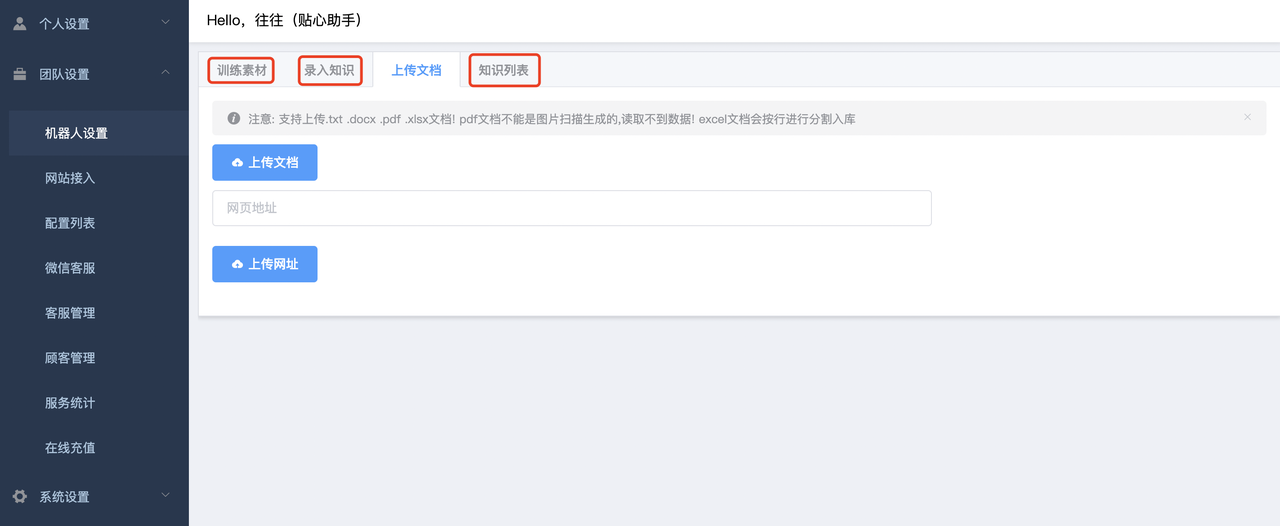 个人设置
团队设置
机器人设置
网站接入
配置列表
微信客服
客服管理
顾客管理
服务统计
在线充值
系统设置
Hello，往往（贴心助手）
训练素材 录入知识 上传文档 知识列表
注意: 支持上传.txt .docx .pdf .xlsx文档! pdf文档不能是图片扫描生成的,读取不到数据! excel文档会按行进行分割入库
上传文档
网页地址
上传网址